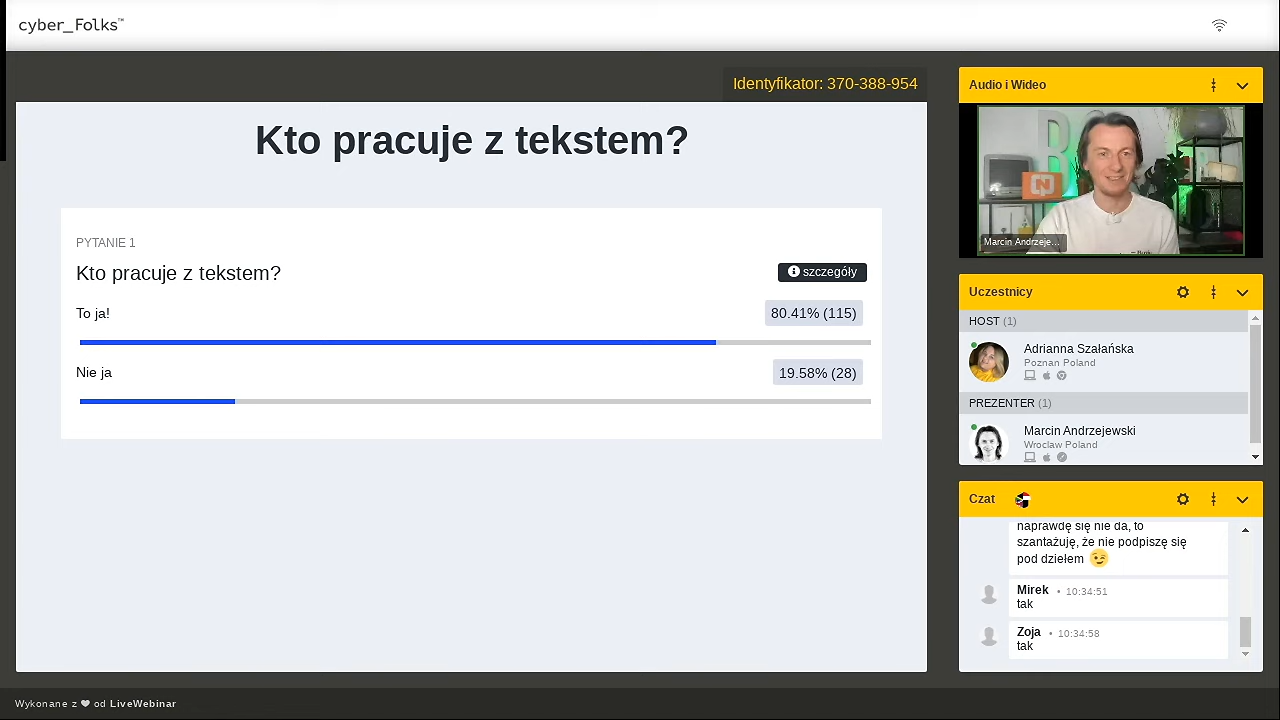 cyber_Folks™
Identyfikator: 370-388-954
Kto pracuje z tekstem?
PYTANIE 1
Kto pracuje z tekstem?
szczegóły
To ja!
80.41% (115)
Nie ja
19.58% (28)
Audio i Wideo
Marcin Andrzeje...
Uczestnicy
HOST (1)
Adrianna Szałańska
Poznan Poland
PREZENTER (1)
Marcin Andrzejewski
Wroclaw Poland
Czat
naprawdę się nie da, to
szantażuję, że nie podpiszę się
pod dziełem 😉
Mirek • 10:34:51
tak
Zoja • 10:34:58
tak
Wykonane z ♥ od LiveWebinar